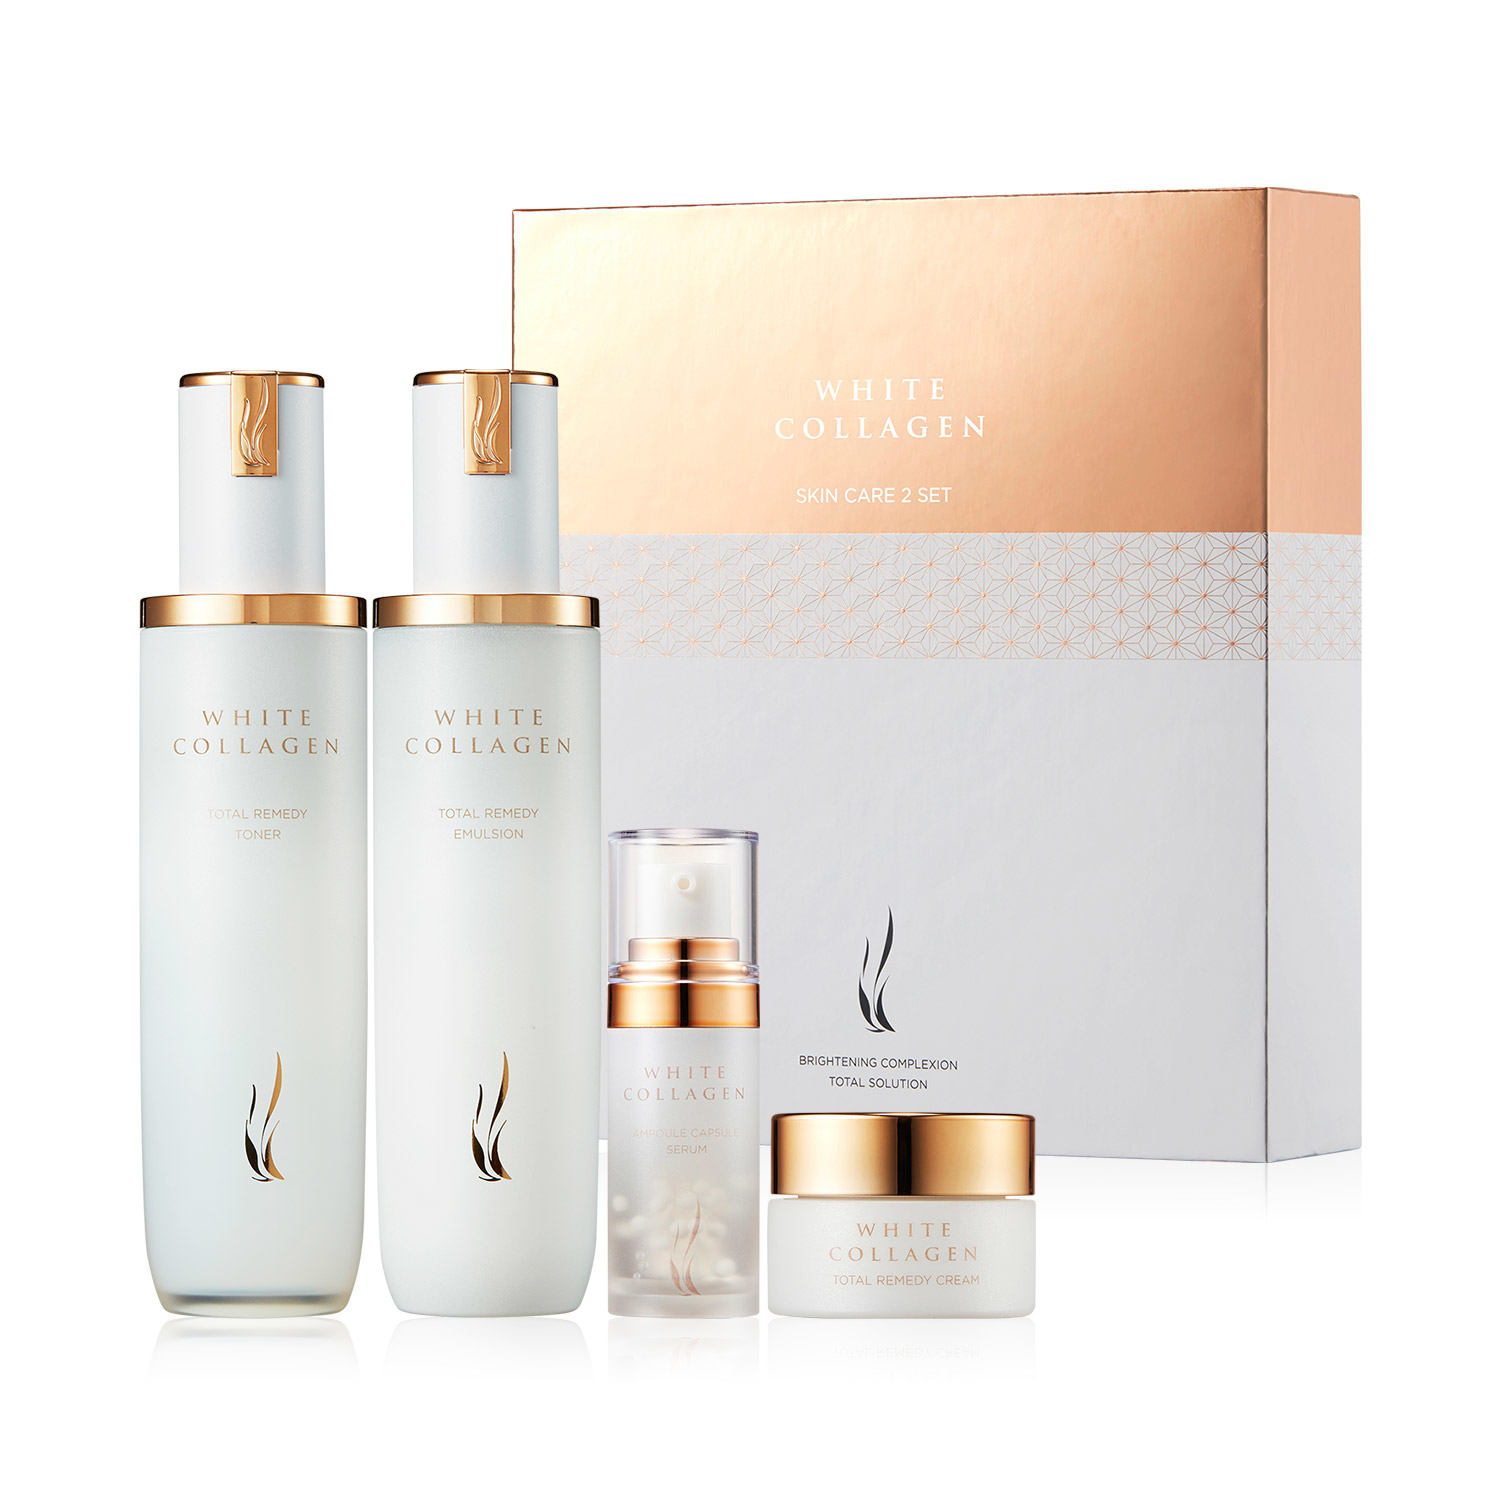 WHITE
COLLAGEN
SKIN CARE 2 SET
BRIGHTENING COMPLEXION
TOTAL SOLUTION
WHITE
COLLAGEN
TOTAL REMEDY
TONER
WHITE
COLLAGEN
TOTAL REMEDY
EMULSION
WHITE
COLLAGEN
AMPOULE CAPSULE
SERUM
WHITE
COLLAGEN
TOTAL REMEDY CREAM